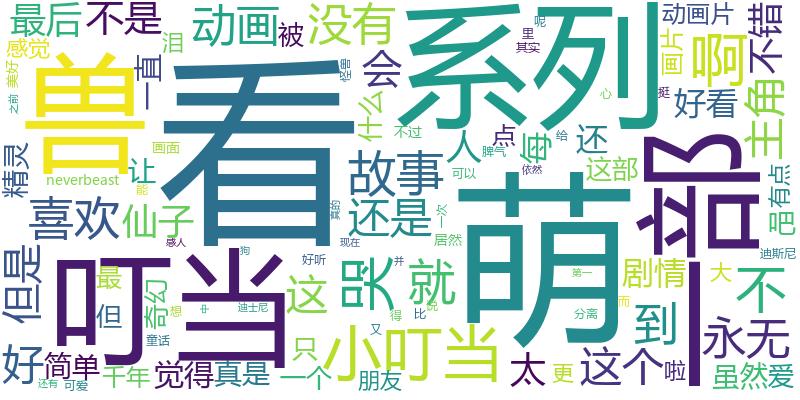 最后
不是
动画
被
没有
系列
动画片
呢
里
其实
感觉
泪
会
怪兽
画片
啊
不错
美好
之前
一直
兽
看
什么
心
挺
好看
主角
不过
人
点
每
给
还
精灵
画面
让
故事
脾气
可以
依然
这部
部
有点
neverbeast
能
喜欢
仙子
真的
还是
一次
居然
萌
但是
感人
狗
好听
现在
并
迪斯尼
叮当
哭
就
第一
剧情
大
不
最
奇幻
想
中
迪士尼
这
得
比
说
分离
而
到
一
但
童话
又
永无
好
简单
千年
觉得
真是
只
一个
小叮当
朋友
太
更
这个
啦
虽然
爱
还有
可爱